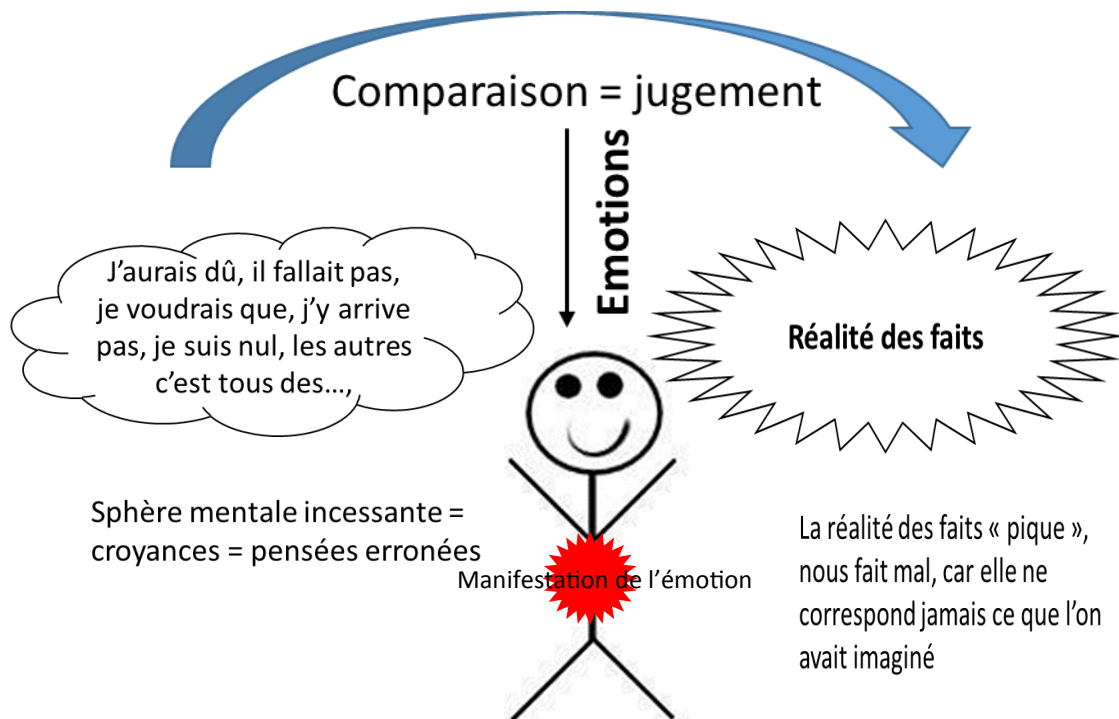 Comparaison = jugement
Emotions
J'aurais dû, il fallait pas,
je voudrais que, j'y arrive
pas, je suis nul, les autres
c'est tous des...,
Réalité des faits
Sphère mentale incessante =
croyances = pensées erronées
Manifestation de l'émotion
La réalité des faits « pique »,
nous fait mal, car elle ne
correspond jamais ce que l'on
avait imaginé